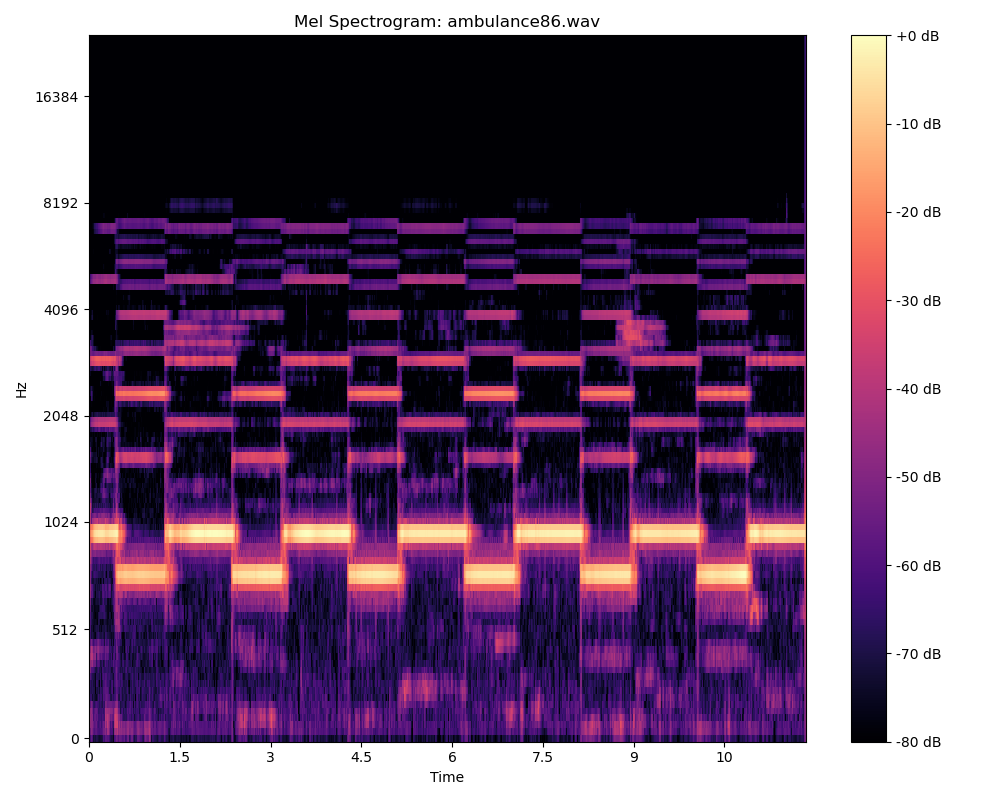 Mel Spectrogram: ambulance86.wav
Hz
16384
8192
4096
2048
1024
512
0
0 1.5 3 4.5 6 7.5 9 10
Time
+0 dB
-10 dB
-20 dB
-30 dB
-40 dB
-50 dB
-60 dB
-70 dB
-80 dB